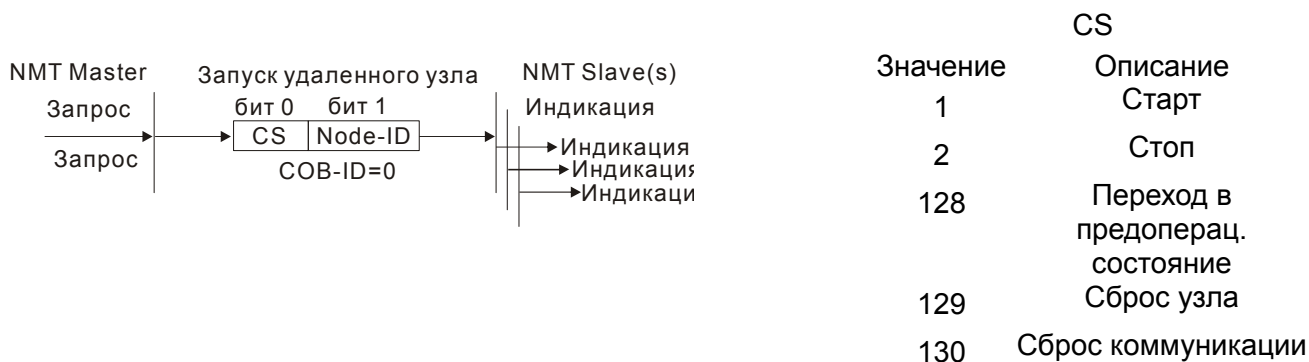 NMT Master
Запуск удаленного узла
NMT Slave(s)
Запрос
бит 0
бит 1
Индикация
CS
Node-ID
Запрос
COB-ID=0
Индикация
Индикация
Индикаци
CS
Значение
Описание
1
Старт
2
Стоп
128
Переход в
предоперац.
состояние
129
Сброс узла
130
Сброс коммуникации